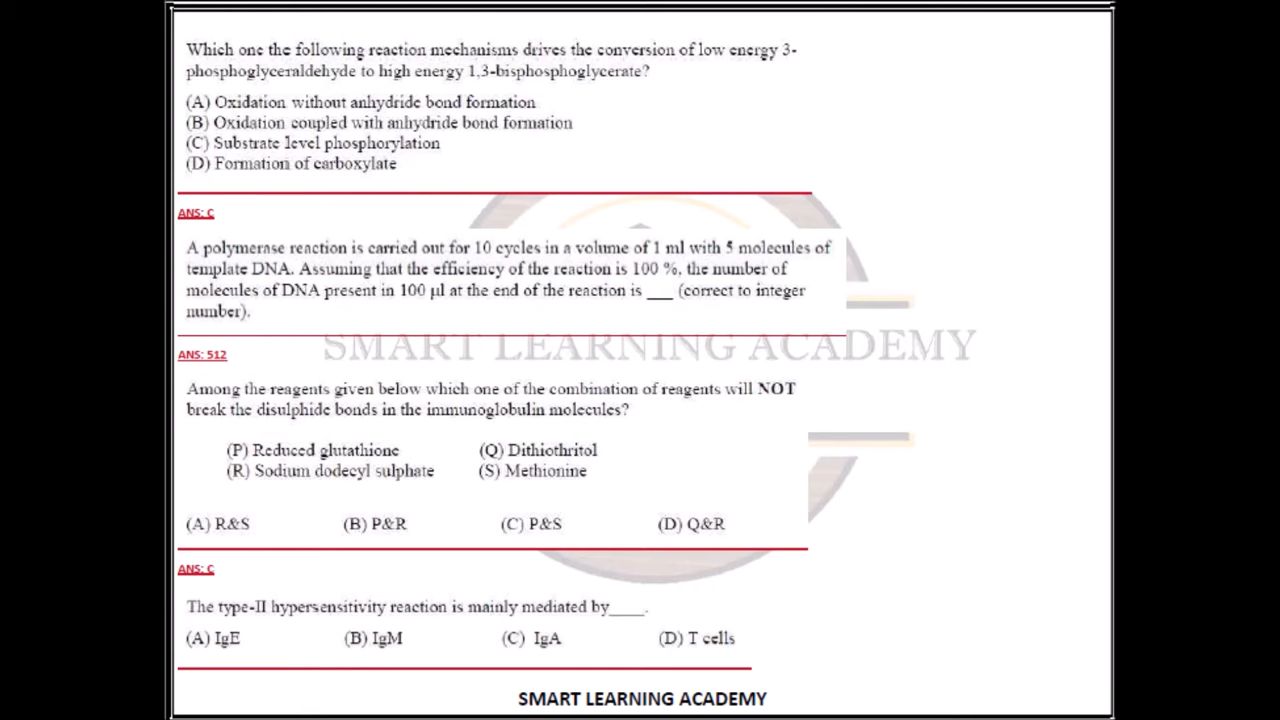 Which one the following reaction mechanisms drives the conversion of low energy 3-
phosphoglyceraldehyde to high energy 1,3-bisphosphoglycerate?
(A) Oxidation without anhydride bond formation
(B) Oxidation coupled with anhydride bond formation
(C) Substrate level phosphorylation
(D) Formation of carboxylate
ANS: C
A polymerase reaction is carried out for 10 cycles in a volume of 1 ml with 5 molecules of
template DNA. Assuming that the efficiency of the reaction is 100 %, the number of
molecules of DNA present in 100 μl at the end of the reaction is ___ (correct to integer
number).
SMART LEARNING ACADEMY
ANS: 512
Among the reagents given below which one of the combination of reagents will NOT
break the disulphide bonds in the immunoglobulin molecules?
(P) Reduced glutathione (Q) Dithiothritol
(R) Sodium dodecyl sulphate (S) Methionine
(A) R&S (B) P&R (C) P&S (D) Q&R
ANS: C
The type-II hypersensitivity reaction is mainly mediated by____.
(A) IgE (B) IgM (C) IgA (D) T cells
SMART LEARNING ACADEMY